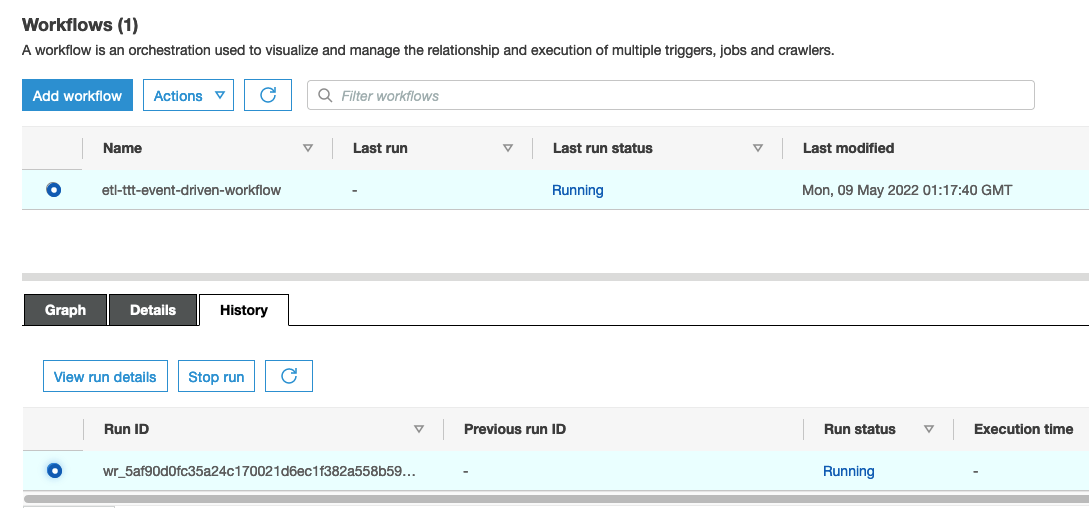 Workflows (1)
A workflow is an orchestration used to visualize and manage the relationship and execution of multiple triggers, jobs and crawlers.
Add workflow Actions Filter workflows
Name Last run Last run status Last modified
etl-ttt-event-driven-workflow - Running Mon, 09 May 2022 01:17:40 GMT
Graph Details History
View run details Stop run
Run ID Previous run ID Run status Execution time
wr_5af90d0fc35a24c170021d6ec1f382a558b59... - Running -